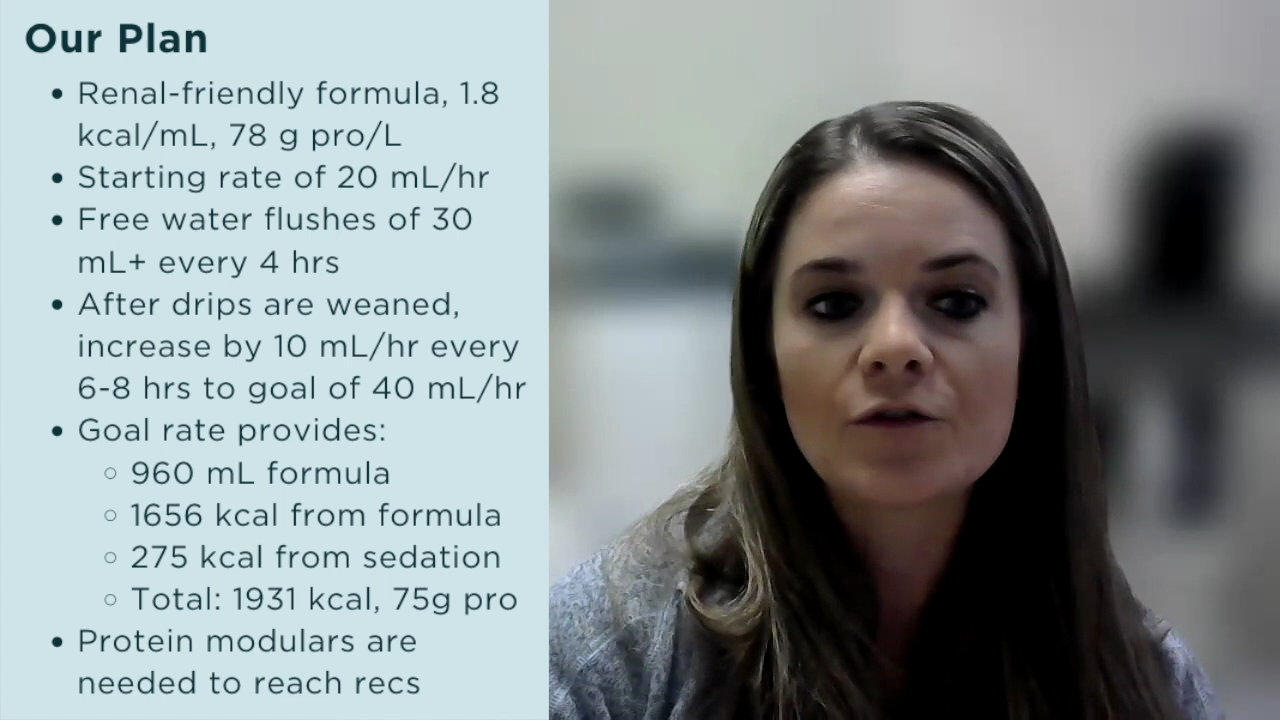 Our Plan
• Renal-friendly formula, 1.8
kcal/mL, 78 g pro/L
• Starting rate of 20 mL/hr
• Free water flushes of 30
mL+ every 4 hrs
• After drips are weaned,
increase by 10 mL/hr every
6-8 hrs to goal of 40 mL/hr
• Goal rate provides:
○ 960 mL formula
○ 1656 kcal from formula
○ 275 kcal from sedation
○ Total: 1931 kcal, 75g pro
• Protein modulars are
needed to reach recs